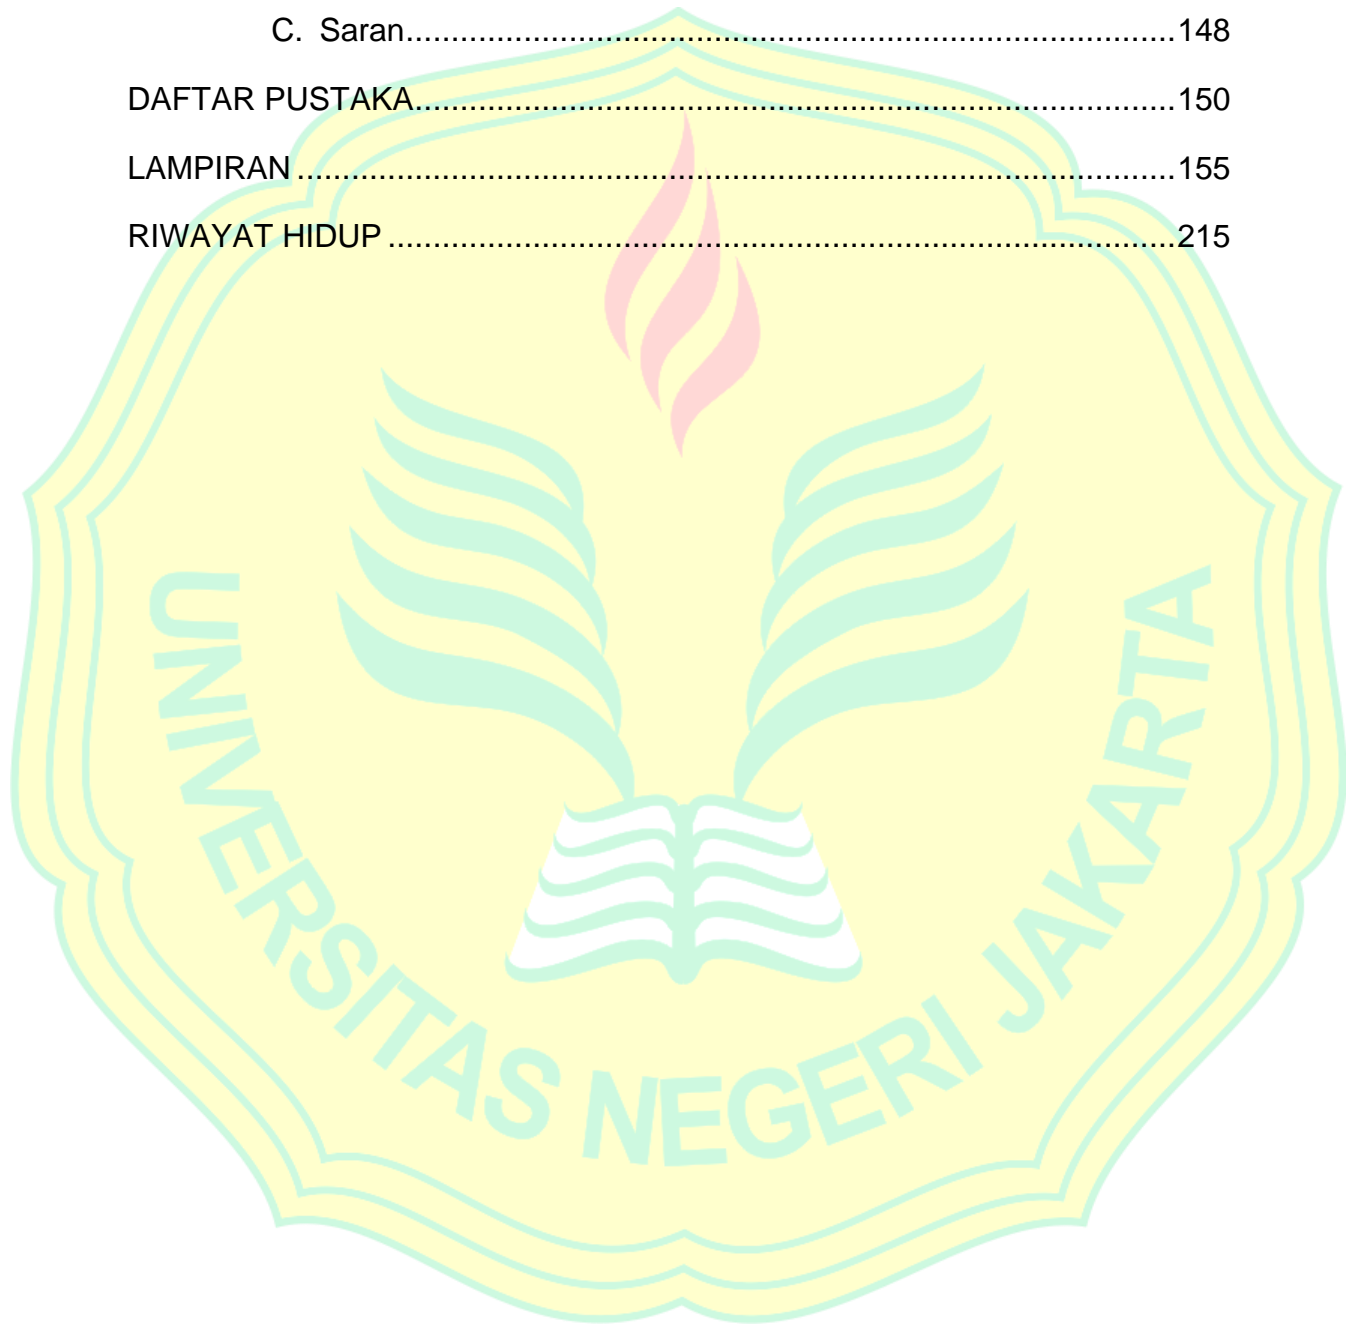 C. Saran....................................................................................148
DAFTAR PUSTAKA...................................................................................150
LAMPIRAN ................................................................................................155
RIWAYAT HIDUP ......................................................................................215
UNIVERSITAS NEGERI JAKARTA